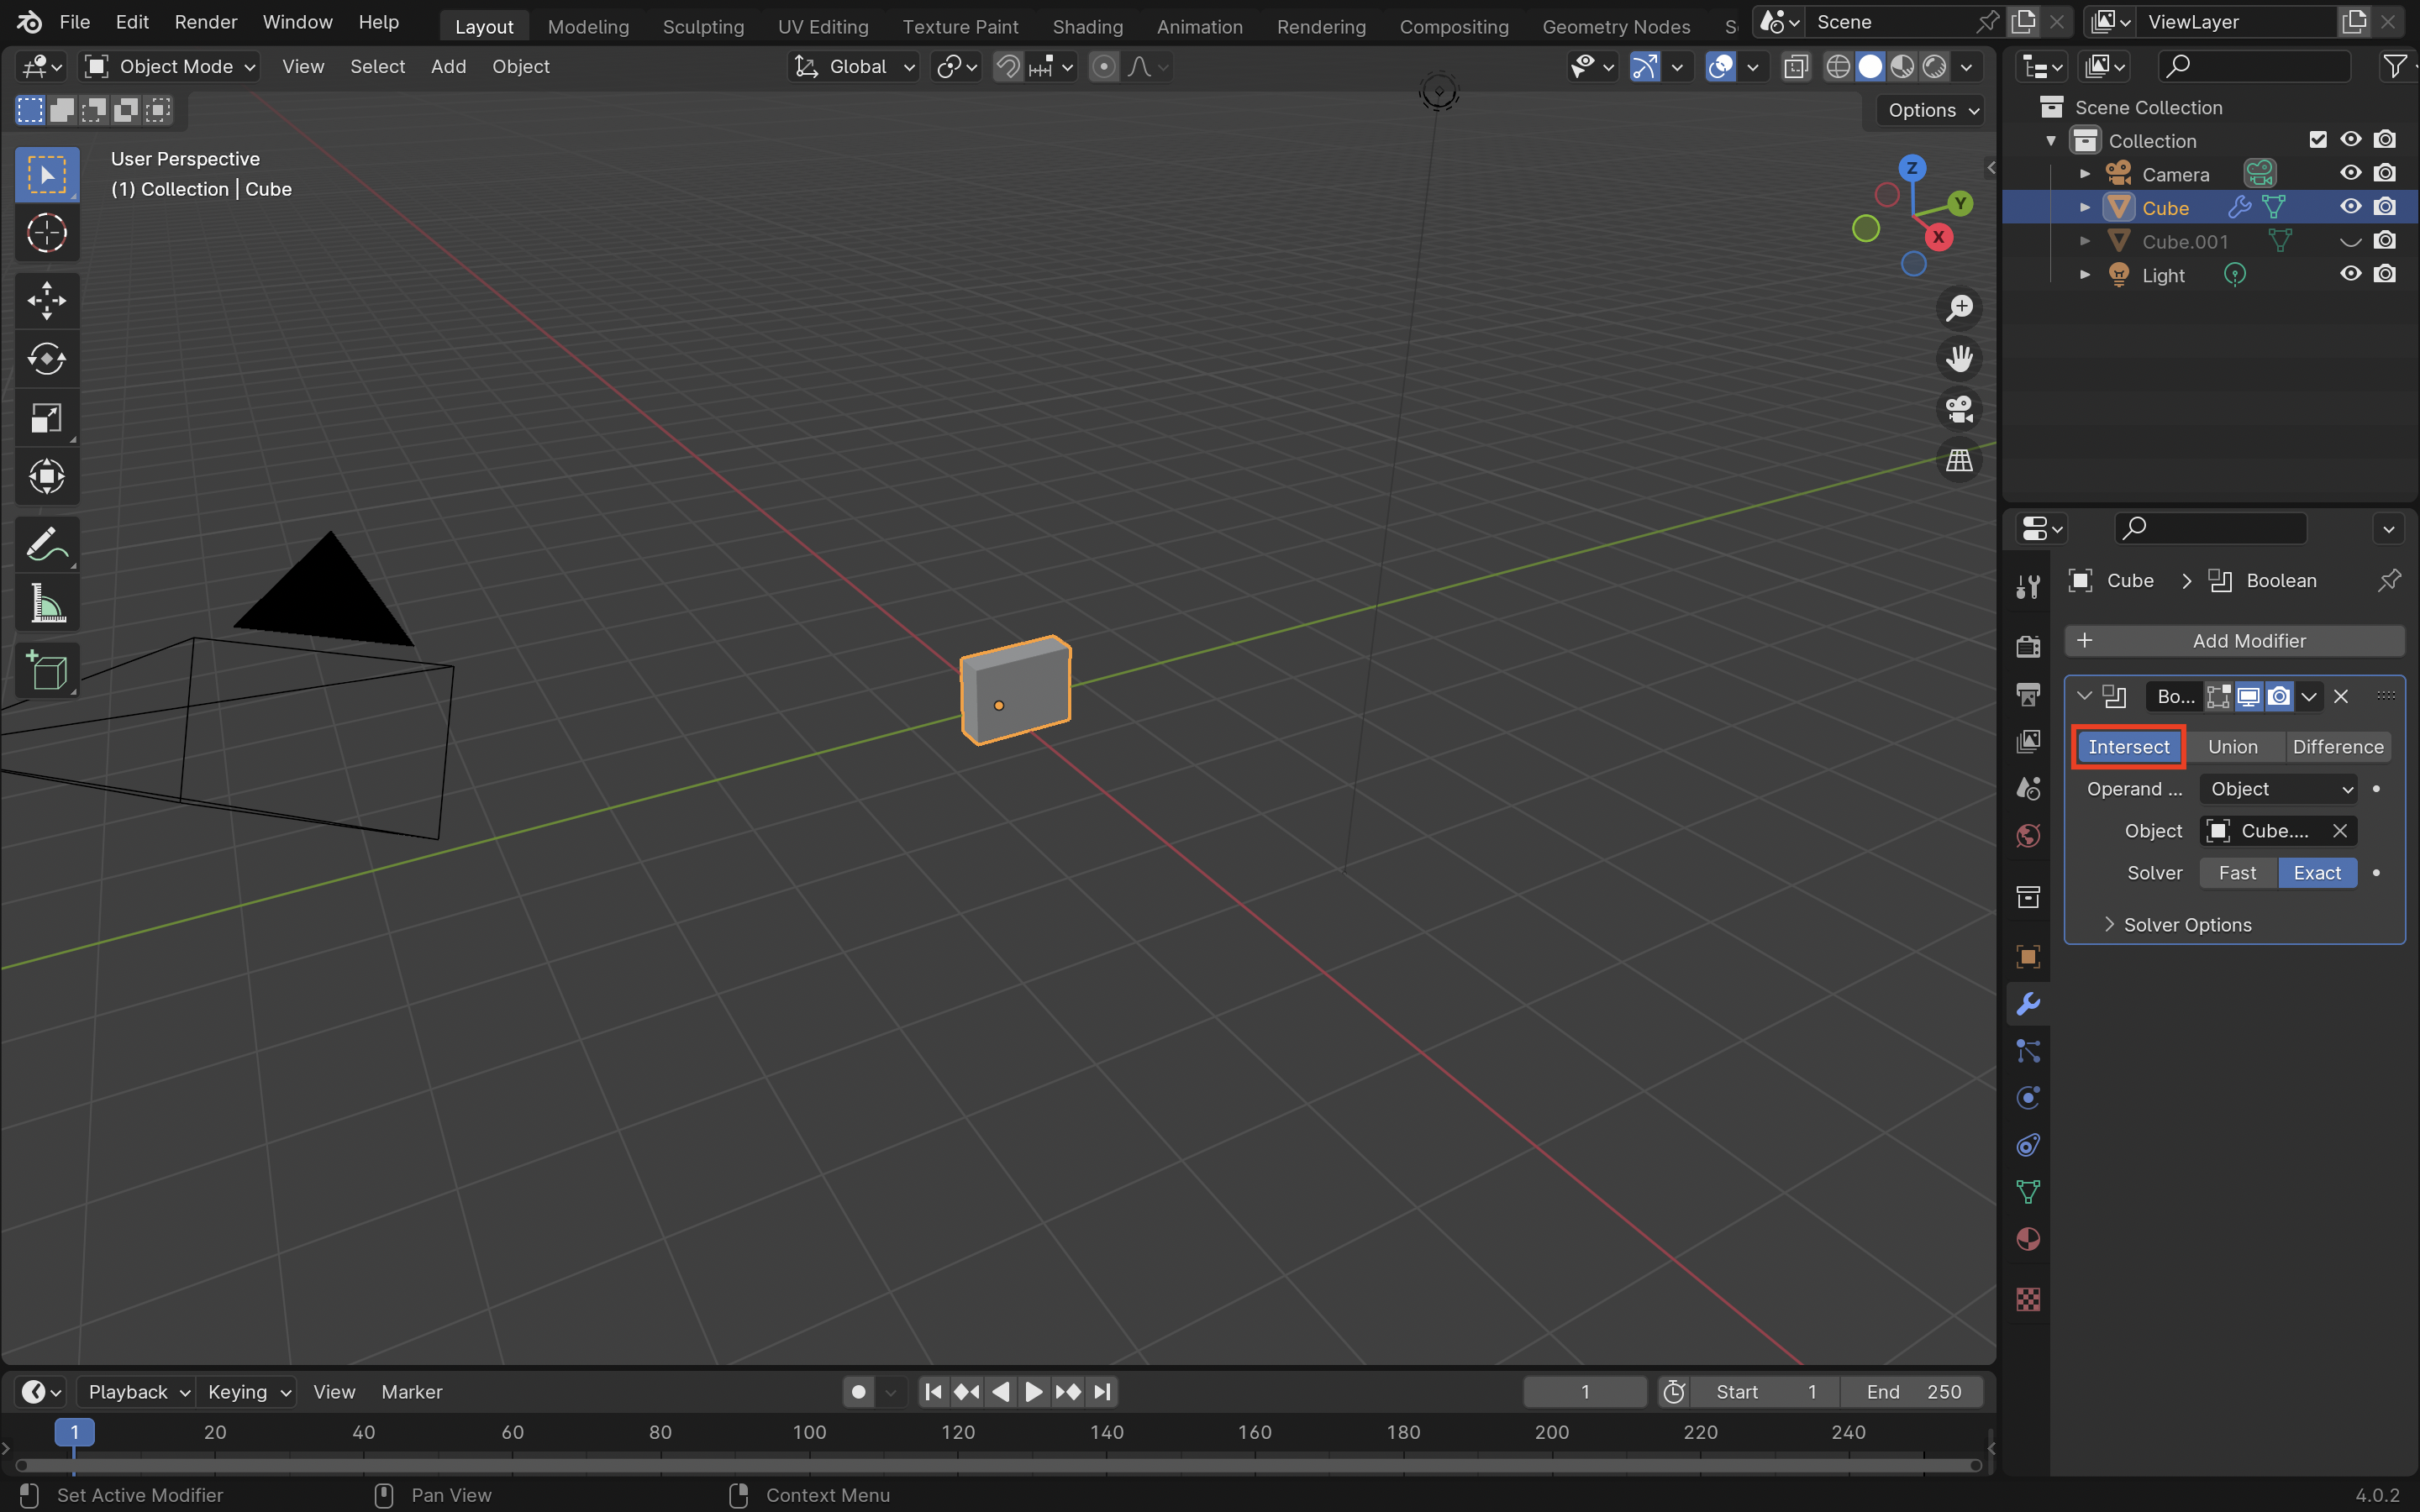 File Edit Render Window Help Layout Modeling Sculpting UV Editing Texture Paint Shading Animation Rendering Compositing Geometry Nodes Scene ViewLayer
Object Mode View Select Add Object Global
Options
User Perspective
(1) Collection | Cube
Z
Y
X
Scene Collection
Collection
Camera
Cube
Cube.001
Light
Cube > Boolean
+ Add Modifier
Bo...
Intersect Union Difference
Operand ... Object
Object Cube....
Solver Fast Exact
Solver Options
Playback Keying View Marker 1 Start 1 End 250
1 20 40 60 80 100 120 140 160 180 200 220 240
Set Active Modifier Pan View Context Menu 4.0.2